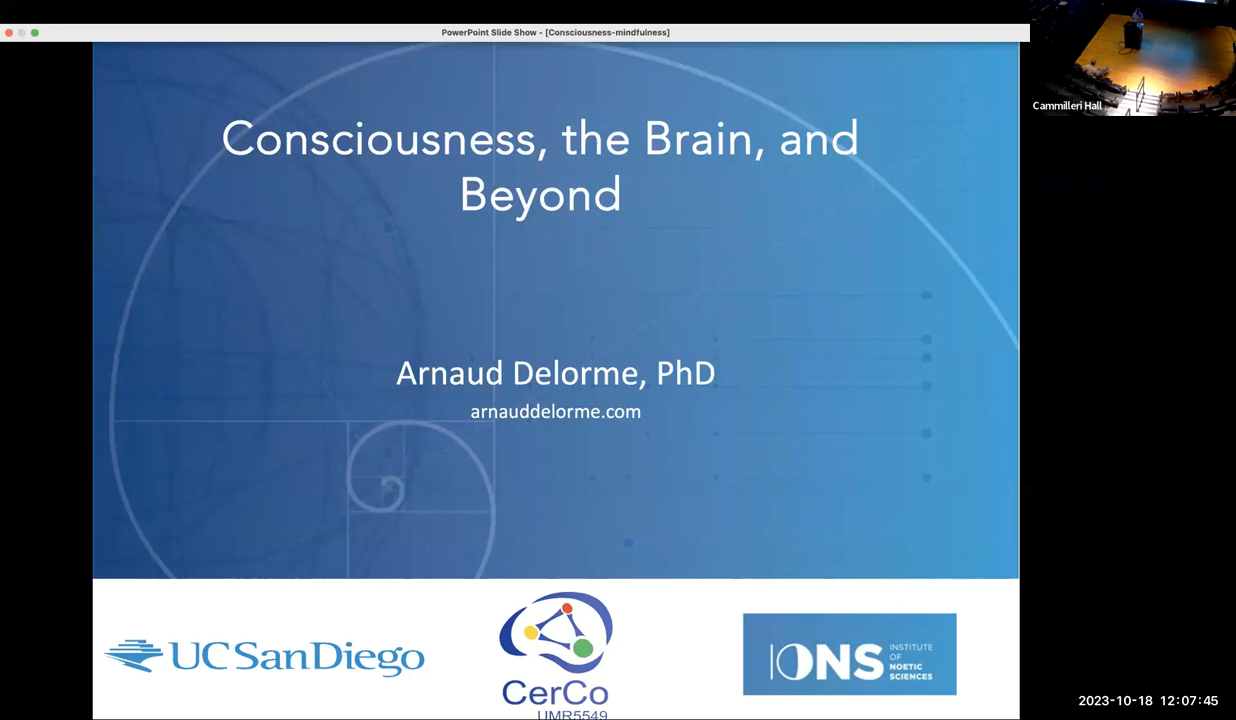 PowerPoint Slide Show - [Consciousness-mindfulness]
Cammilleri Hall
Consciousness, the Brain, and
Beyond
Arnaud Delorme, PhD
arnauddelorme.com
UC San Diego
CerCo
UMR5549
IONS
INSTITUTE
OF
NOETIC
SCIENCES
2023-10-18 12:07:45